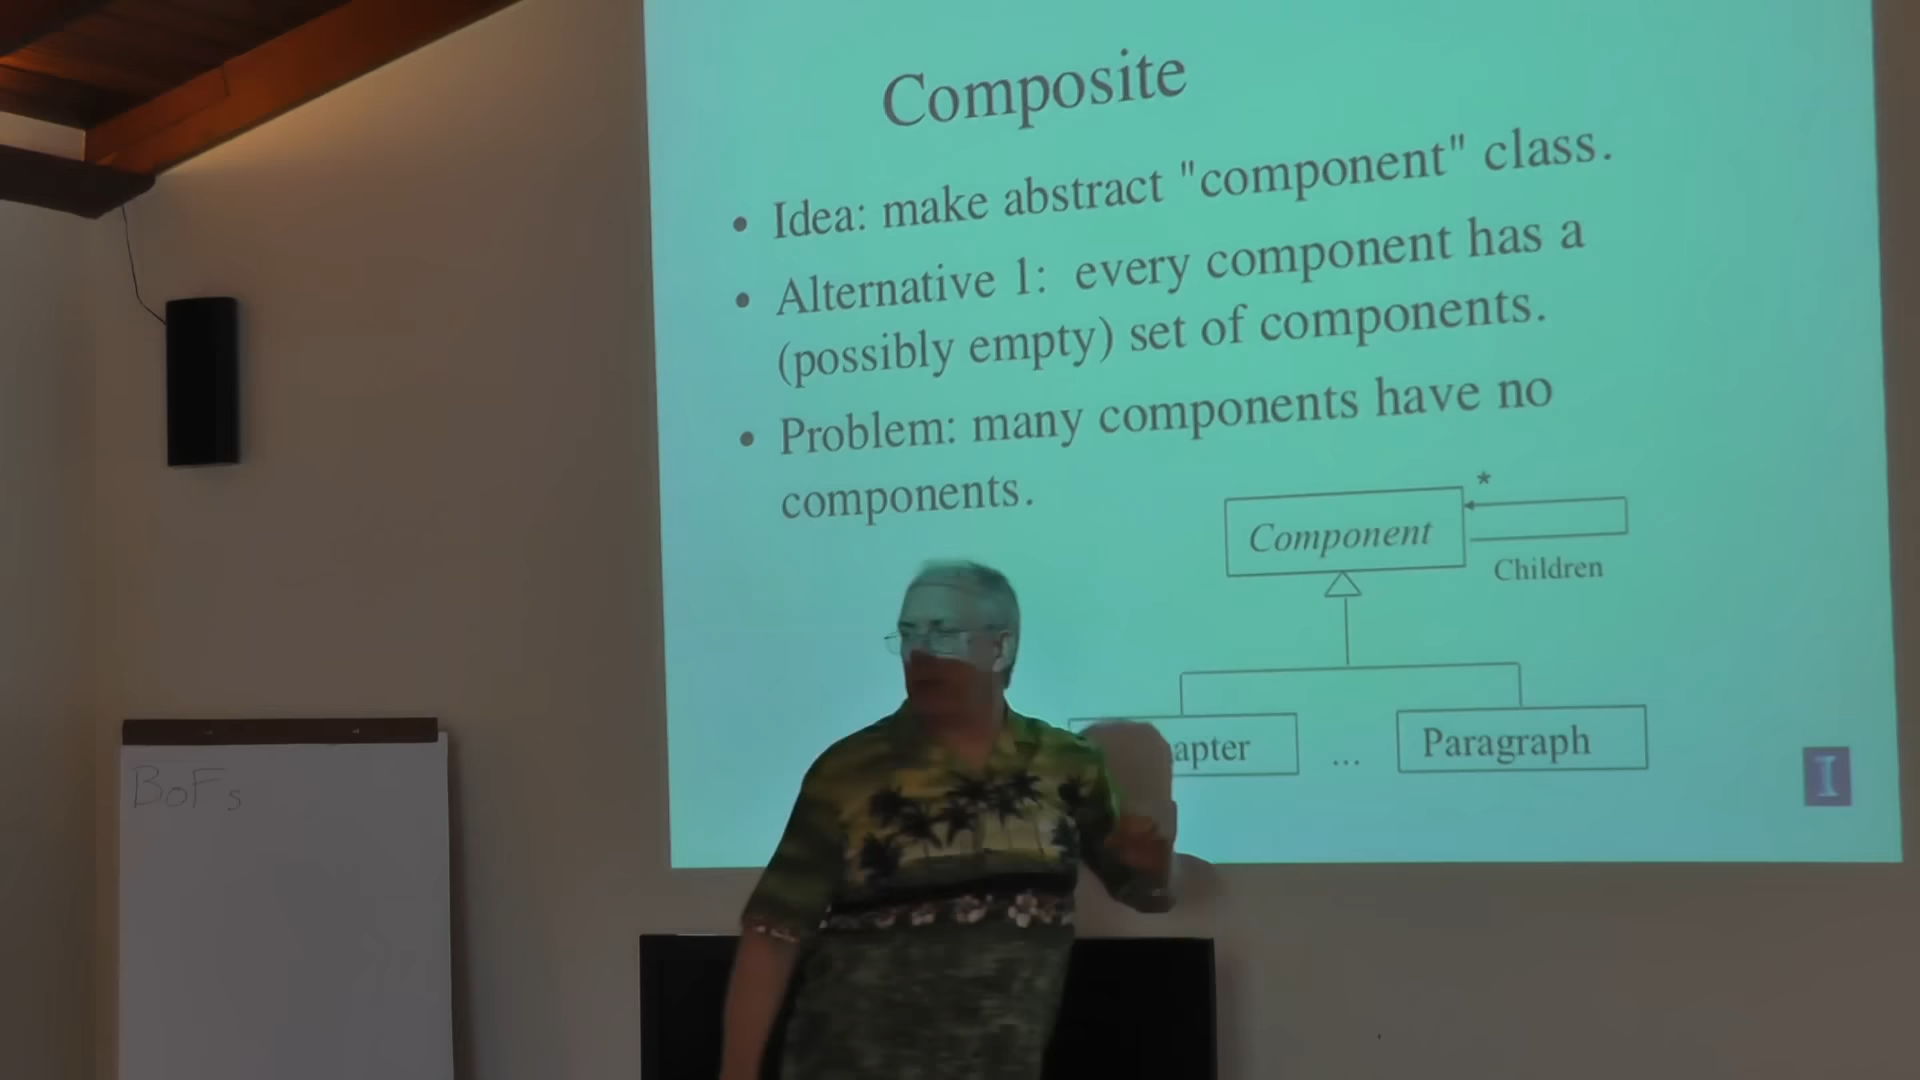 Composite
• Idea: make abstract "component" class.
• Alternative 1: every component has a
(possibly empty) set of components.
• Problem: many components have no
components.
*
Component
Children
apter
...
Paragraph
I
BoFs